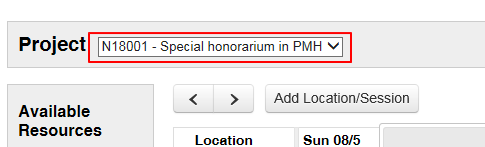 Project N18001 - Special honorarium in PMH
Available
Resources
Add Location/Session
Location Sun 08/5